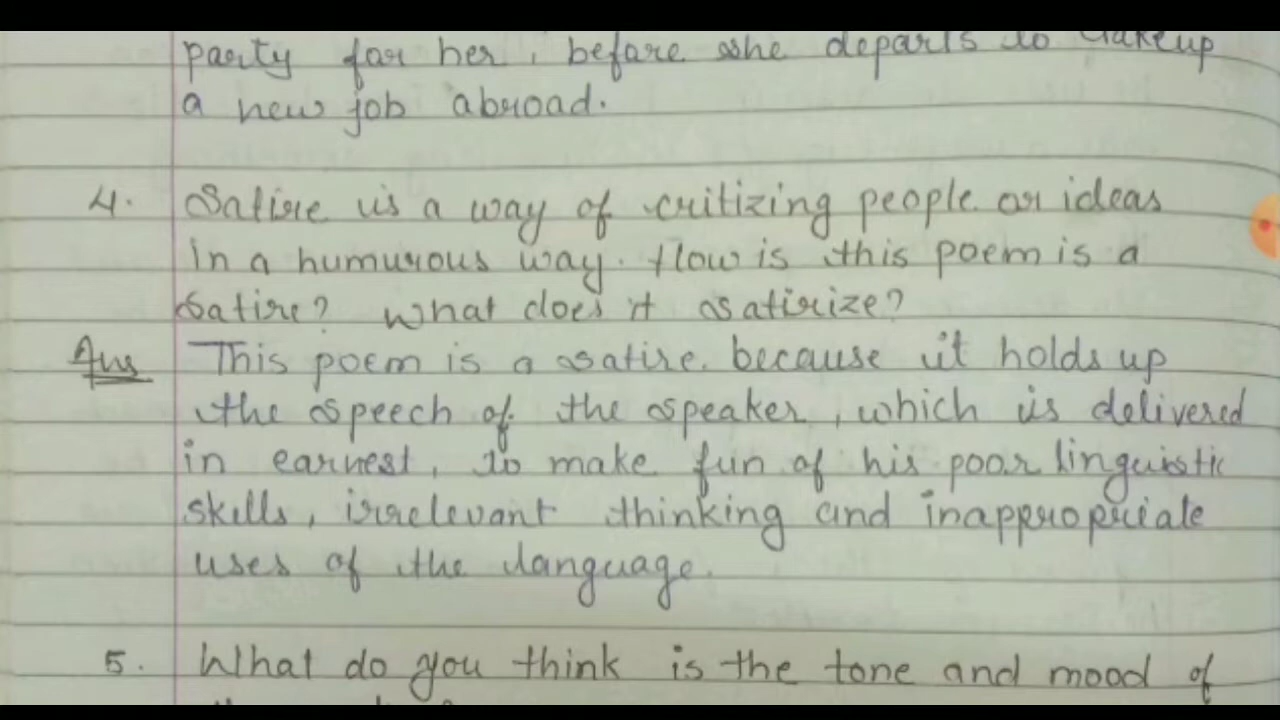 party for her, before she departs to takeup
a new job abroad.
4. Satire is a way of critizing people or ideas
in a humurous way. How is this poem is a
satire? What does it satirize?
Ans This poem is a satire. because it holds up
the speech of the speaker, which is delivered
in earnest, to make fun of his poor linguistic
skills, irrelevant thinking and inappropriate
uses of the language.
5. What do you think is the tone and mood of